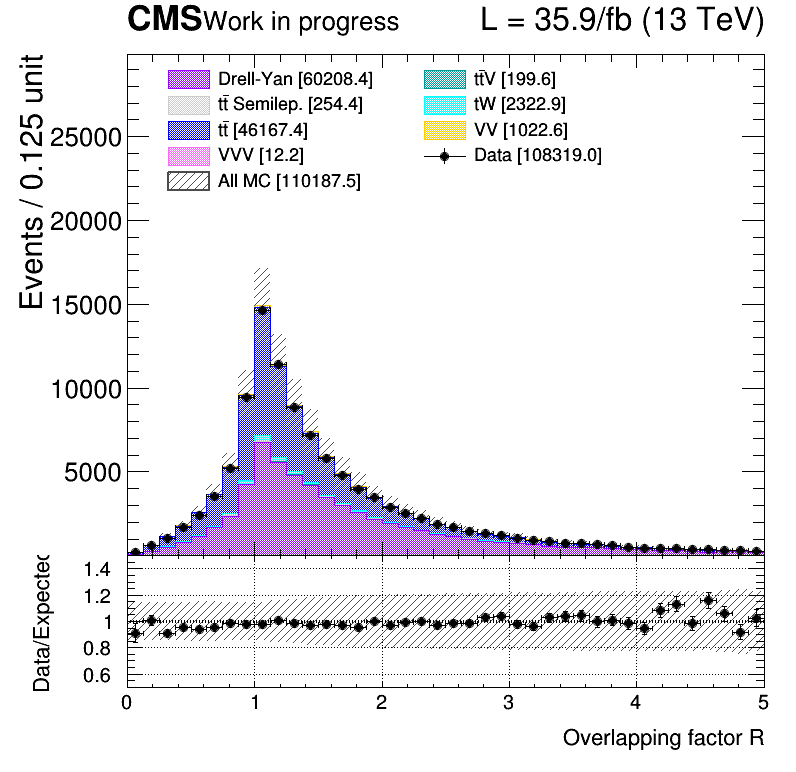 CMS Work in progress L = 35.9/fb (13 TeV)
Drell-Yan [60208.4]
tt̄ Semilep. [254.4]
tt̄ [46167.4]
VVV [12.2]
All MC [110187.5]
tt̄V [199.6]
tW [2322.9]
VV [1022.6]
Data [108319.0]
Events / 0.125 unit
25000
20000
15000
10000
5000
Data/Expected
1.4
1.2
1
0.8
0.6
0 1 2 3 4 5
Overlapping factor R